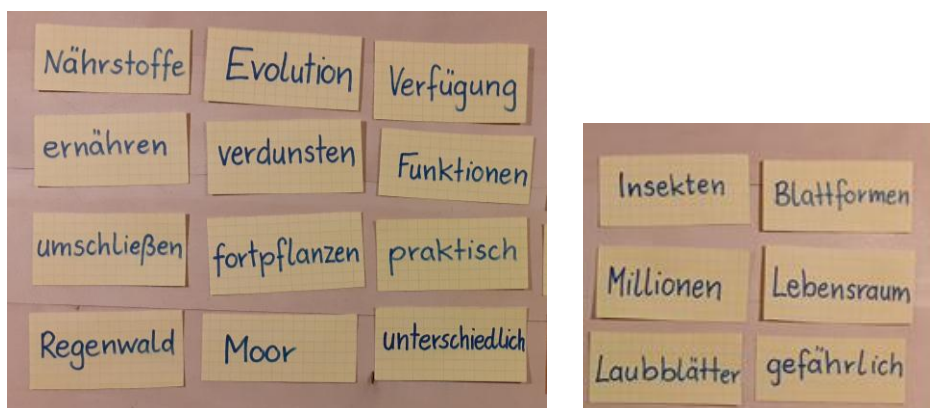 Nährstoffe Evolution Verfügung
ernähren verdunsten Funktionen
umschließen fortpflanzen praktisch
Regenwald Moor unterschiedlich
Insekten Blattformen
Millionen Lebensraum
Laubblätter gefährlich